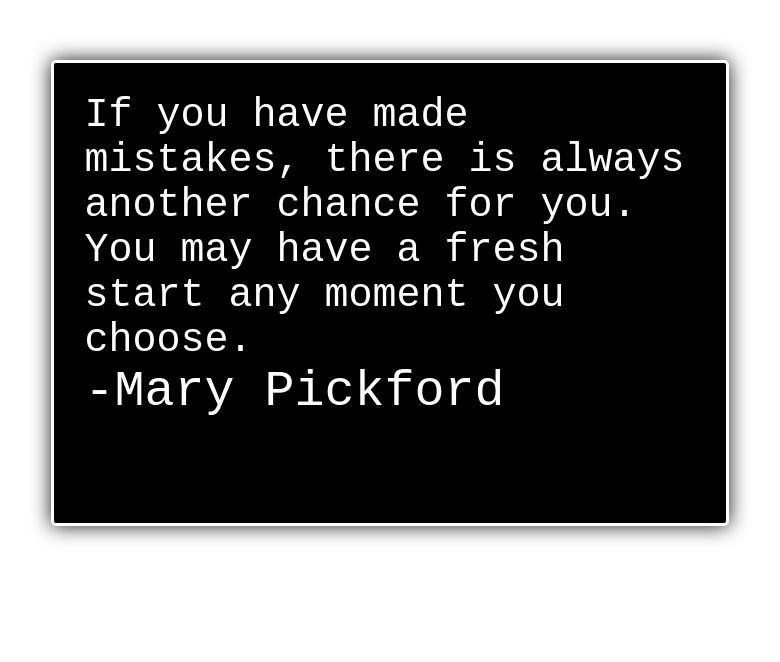 If you have made
mistakes, there is always
another chance for you.
You may have a fresh
start any moment you
choose.
-Mary Pickford